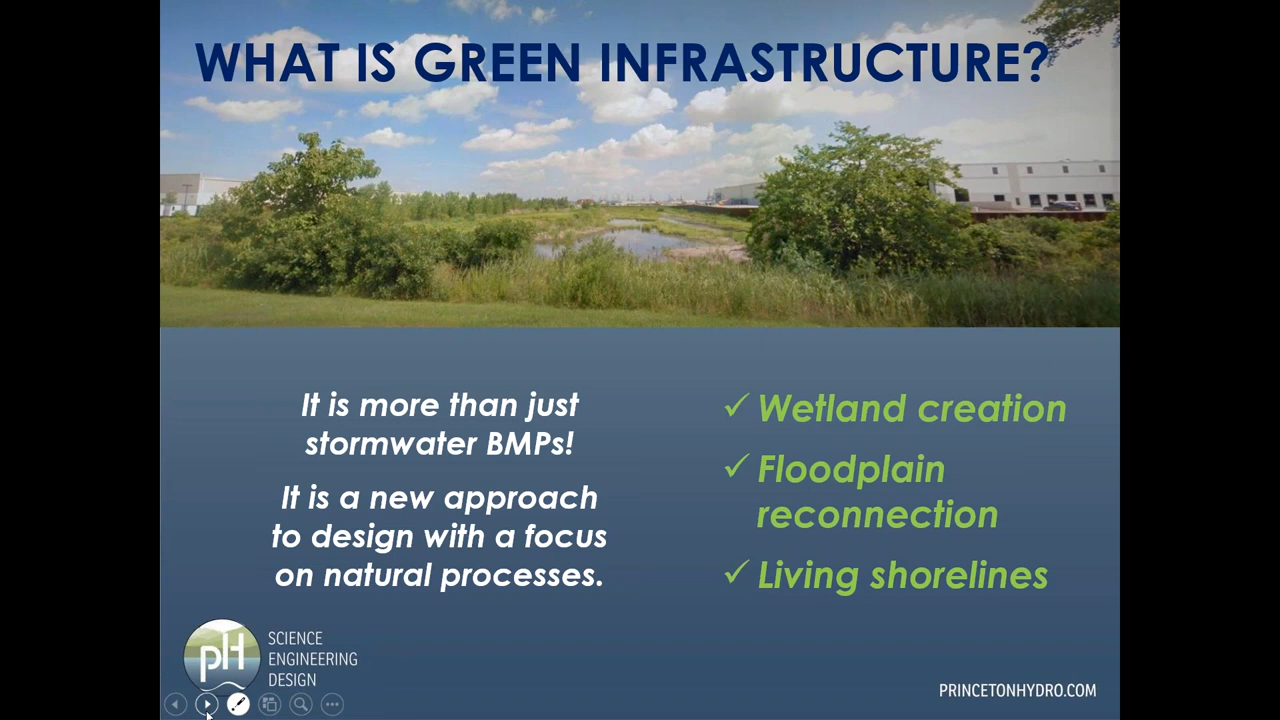 WHAT IS GREEN INFRASTRUCTURE?
It is more than just
stormwater BMPs!
It is a new approach
to design with a focus
on natural processes.
✓ Wetland creation
✓ Floodplain
reconnection
✓ Living shorelines
pH
SCIENCE
ENGINEERING
DESIGN
PRINCETONHYDRO.COM